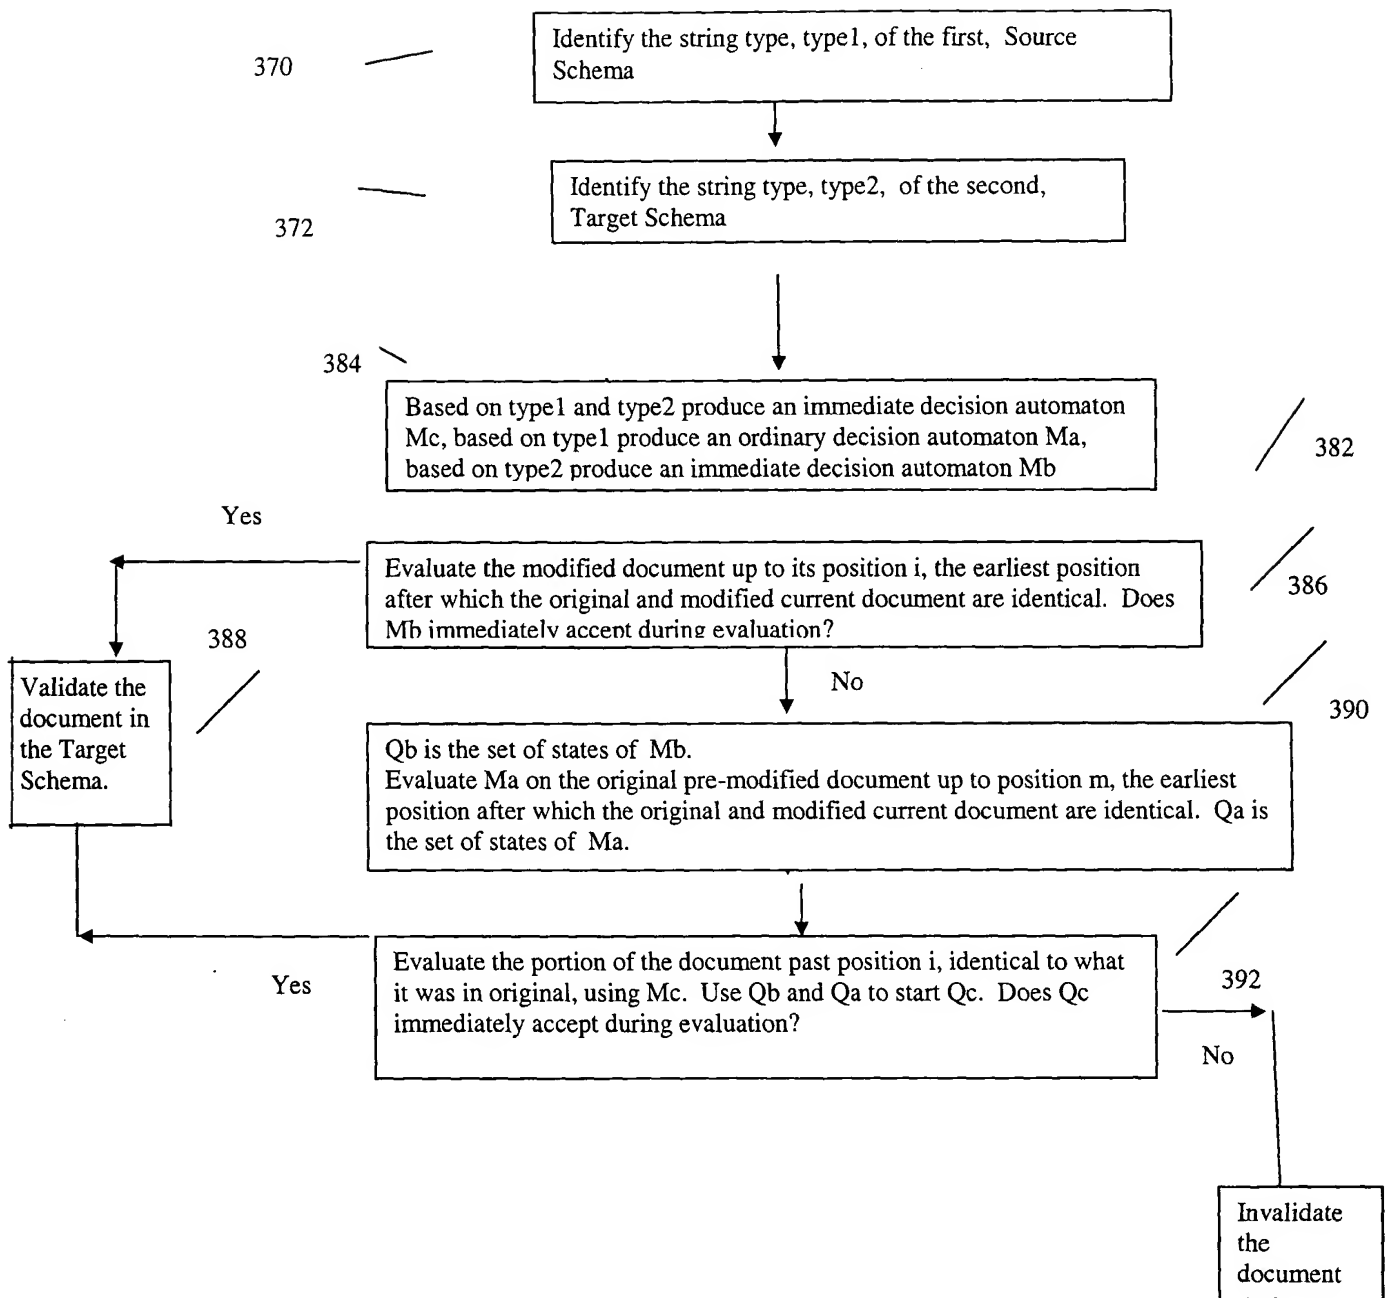 370
Identify the string type, type1, of the first, Source
Schema
372
Identify the string type, type2, of the second,
Target Schema
384
Based on type1 and type2 produce an immediate decision automaton
Mc, based on type1 produce an ordinary decision automaton Ma,
based on type2 produce an immediate decision automaton Mb
382
Yes
Evaluate the modified document up to its position i, the earliest position
after which the original and modified current document are identical. Does
Mb immediately accept during evaluation?
386
388
No
390
Validate the
document in
the Target
Schema.
Qb is the set of states of Mb.
Evaluate Ma on the original pre-modified document up to position m, the earliest
position after which the original and modified current document are identical. Qa is
the set of states of Ma.
Yes
Evaluate the portion of the document past position i, identical to what
it was in original, using Mc. Use Qb and Qa to start Qc. Does Qc
immediately accept during evaluation?
392
No
Invalidate
the
document